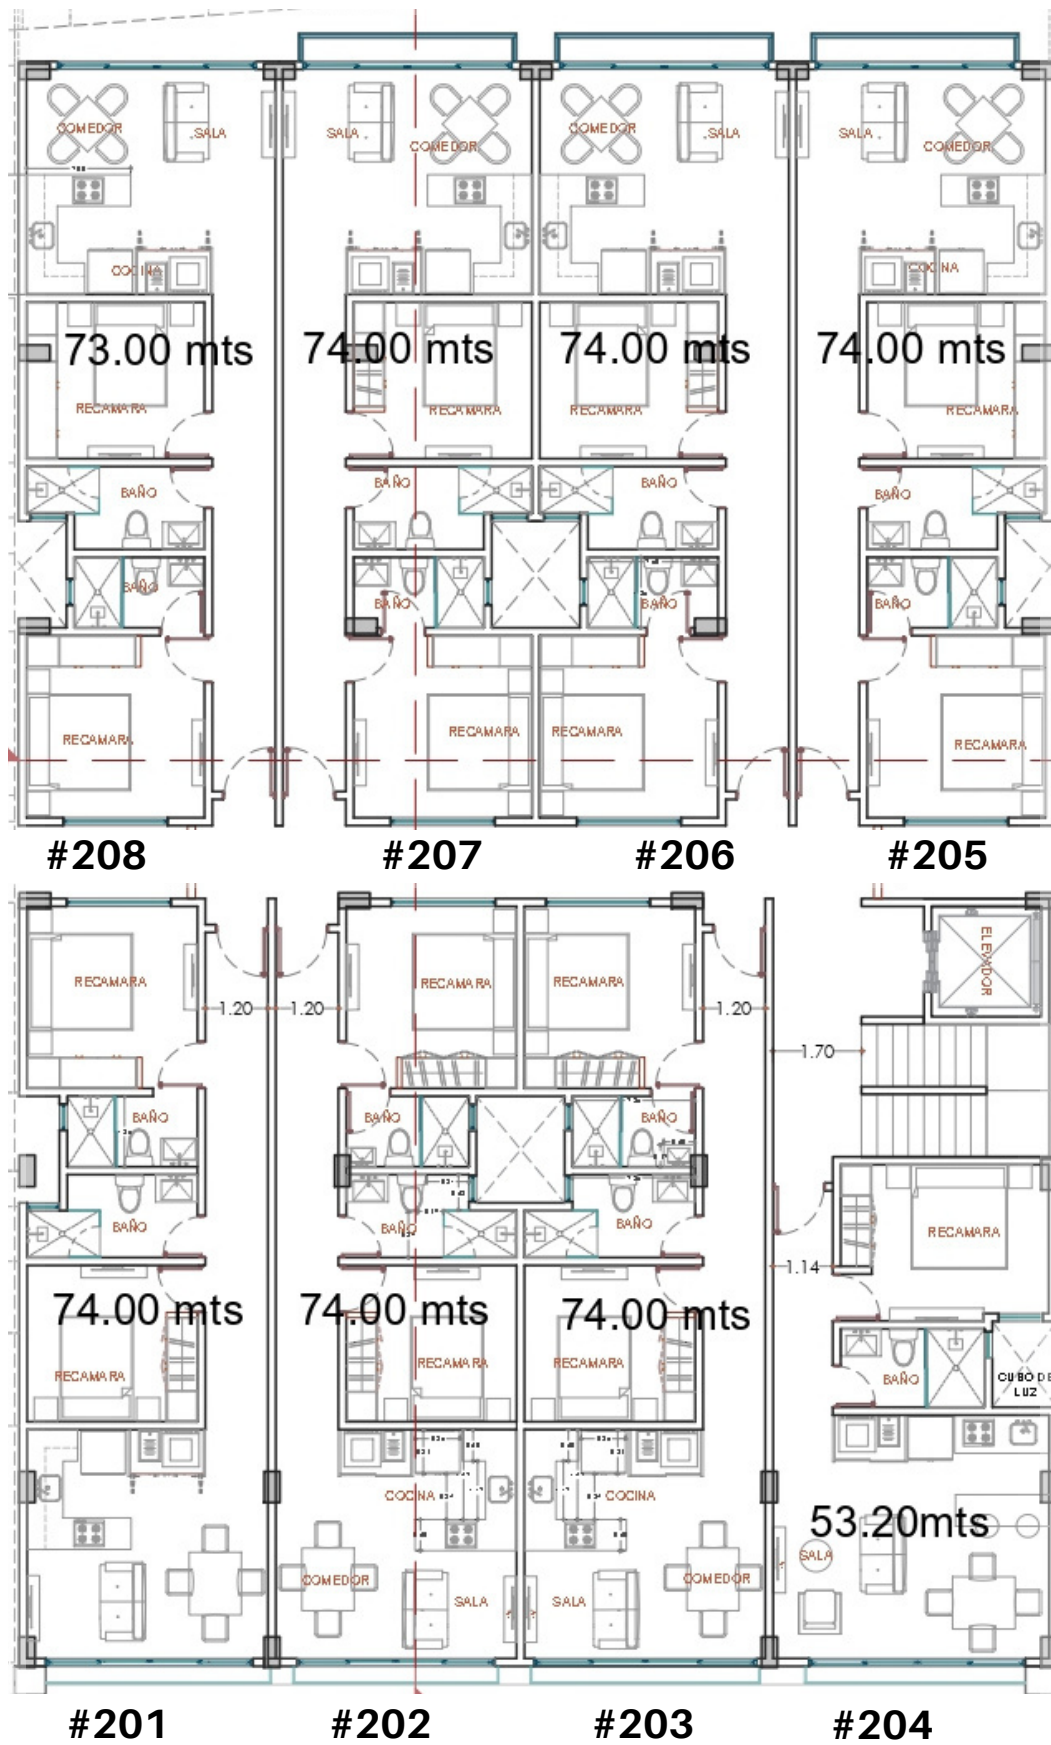 COMEDOR
SALA
SALA
COMEDOR
COMEDOR
SALA
SALA
COMEDOR
COCINA
COCINA
73.00 mts
74.00 mts
74.00 mts
74.00 mts
RECAMARA
RECAMARA
RECAMARA
RECAMARA
BAÑO
BAÑO
BAÑO
BAÑO
BAÑO
BAÑO
BAÑO
BAÑO
RECAMARA
RECAMARA
RECAMARA
RECAMARA
#208
#207
#206
#205
ELEVADOR
RECAMARA
RECAMARA
RECAMARA
1.20
1.20
1.20
1.70
BAÑO
BAÑO
BAÑO
BAÑO
BAÑO
BAÑO
RECAMARA
1.14
74.00 mts
74.00 mts
74.00 mts
RECAMARA
RECAMARA
RECAMARA
BAÑO
CUBO DE
LUZ
COCINA
COCINA
53.20mts
SALA
COMEDOR
SALA
SALA
COMEDOR
#201
#202
#203
#204